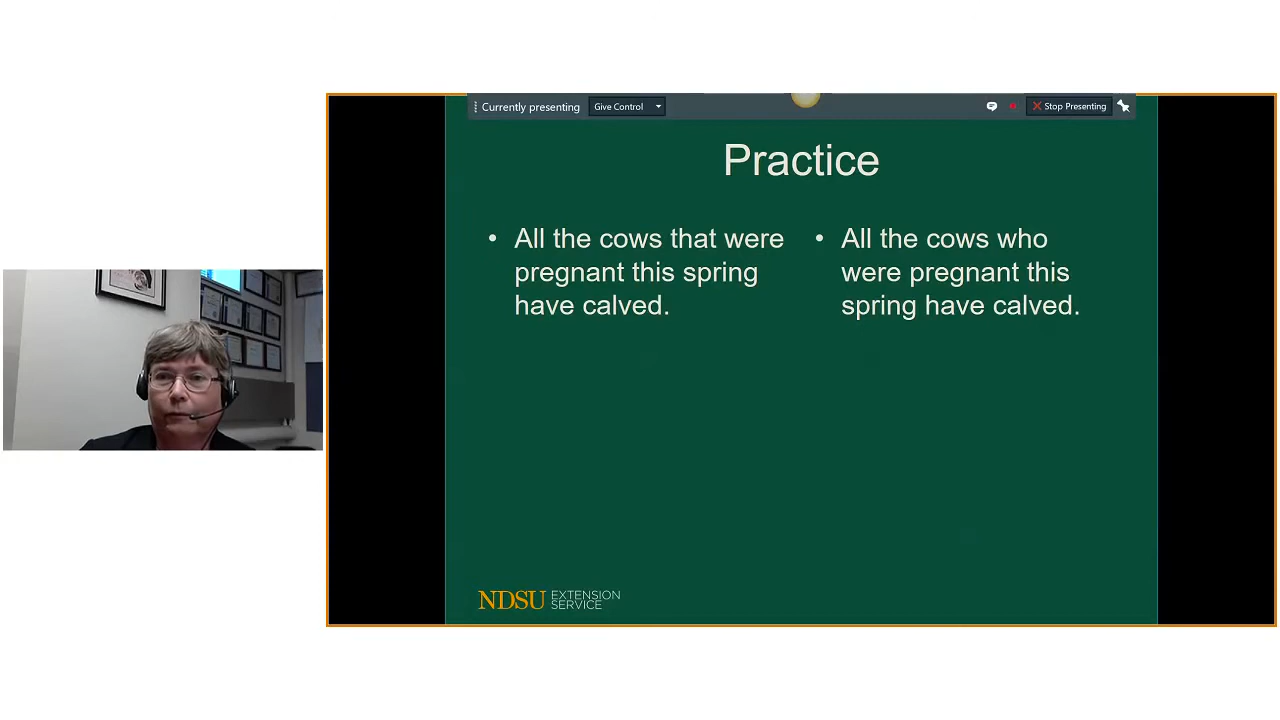 Currently presenting
Give Control
Stop Presenting
Practice
• All the cows that were
pregnant this spring
have calved.
• All the cows who
were pregnant this
spring have calved.
NDSU EXTENSION
SERVICE